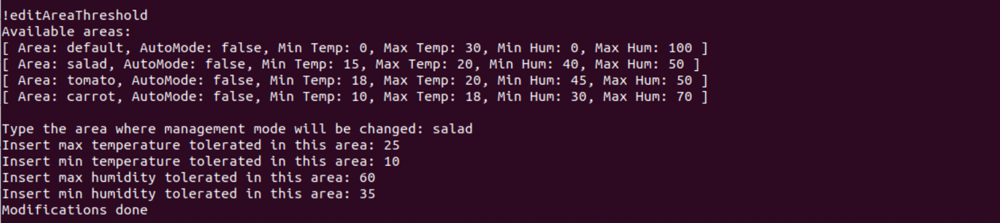 !editAreaThreshold
Available areas:
[ Area: default, AutoMode: false, Min Temp: 0, Max Temp: 30, Min Hum: 0, Max Hum: 100 ]
[ Area: salad, AutoMode: false, Min Temp: 15, Max Temp: 20, Min Hum: 40, Max Hum: 50 ]
[ Area: tomato, AutoMode: false, Min Temp: 18, Max Temp: 20, Min Hum: 45, Max Hum: 50 ]
[ Area: carrot, AutoMode: false, Min Temp: 10, Max Temp: 18, Min Hum: 30, Max Hum: 70 ]
Type the area where management mode will be changed: salad
Insert max temperature tolerated in this area: 25
Insert min temperature tolerated in this area: 10
Insert max humidity tolerated in this area: 60
Insert min humidity tolerated in this area: 35
Modifications done